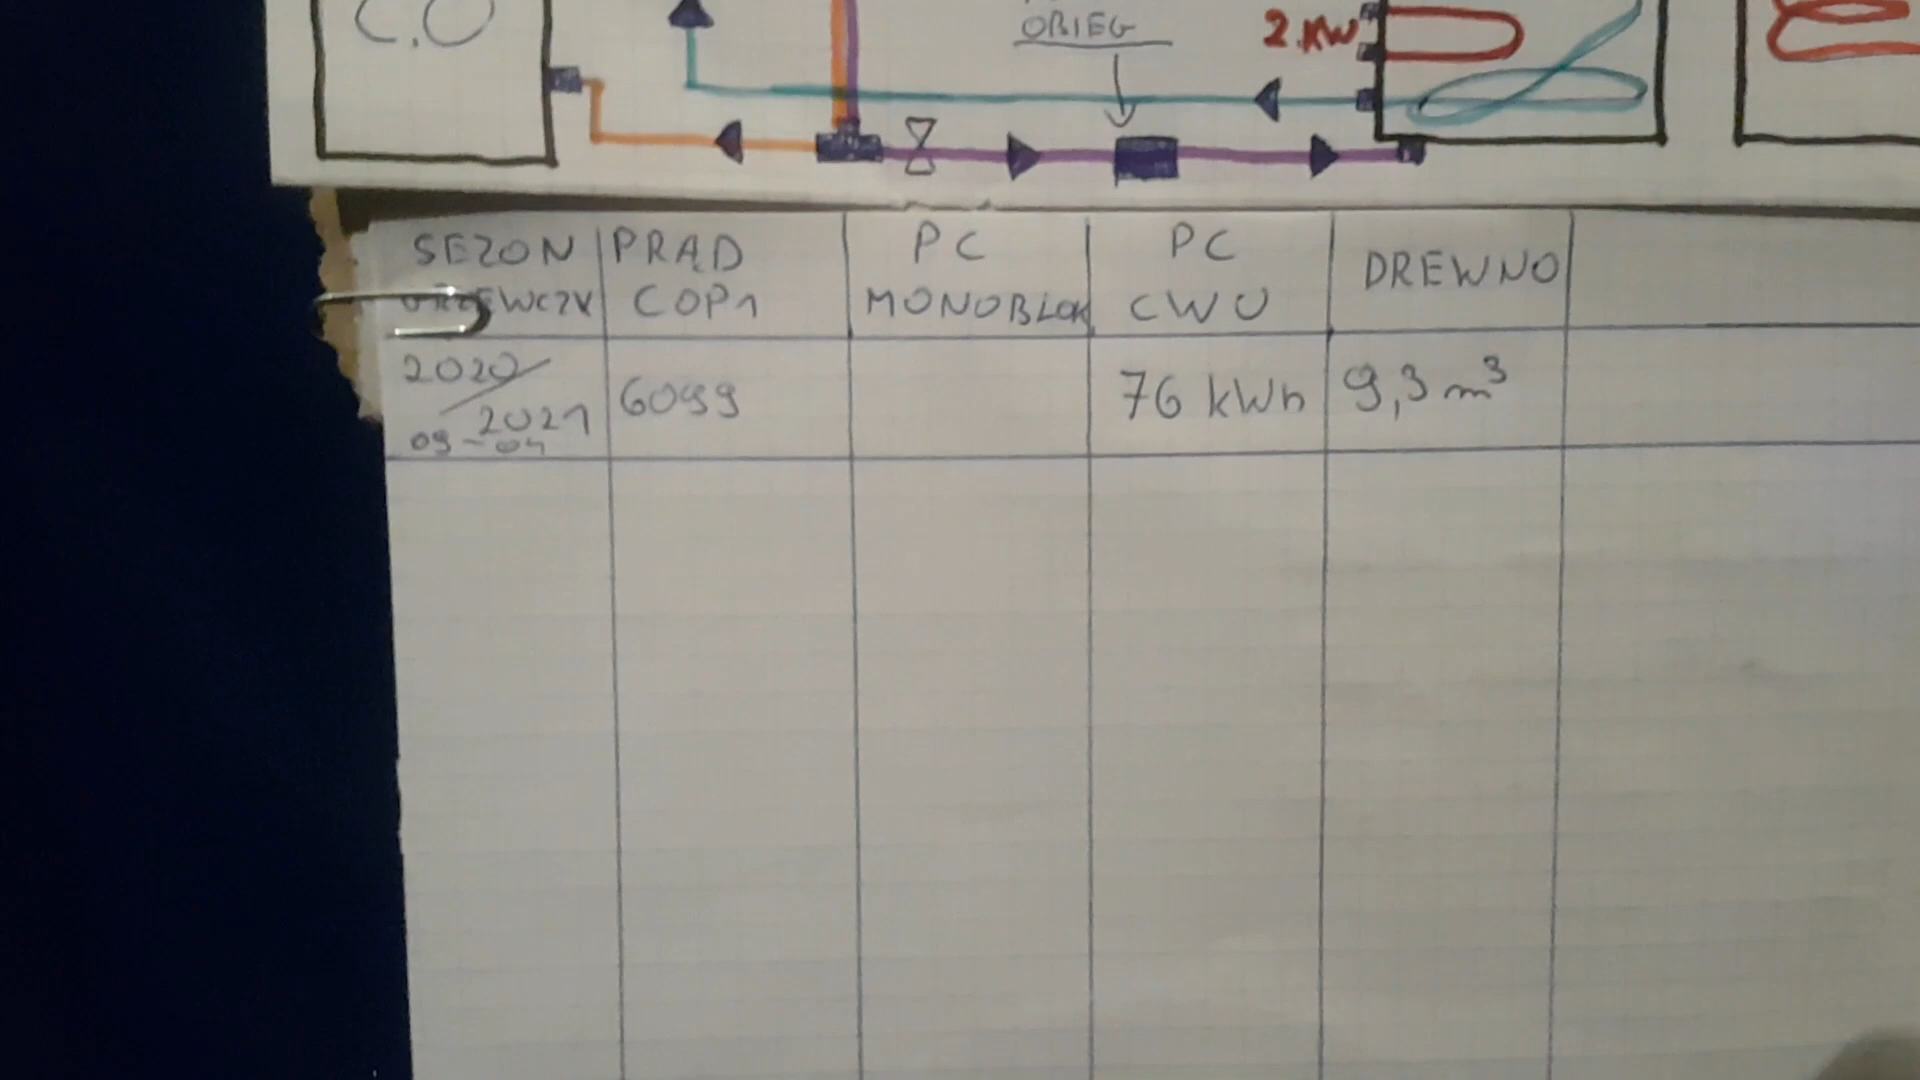 C.O
OBIEG
2.KW
SEZON
GRZEWCZY
PRĄD
COP1
PC
MONOBLOK
PC
CWU
DREWNO
2020/
2021
09-04
6099
76 kWh
9,3 m³